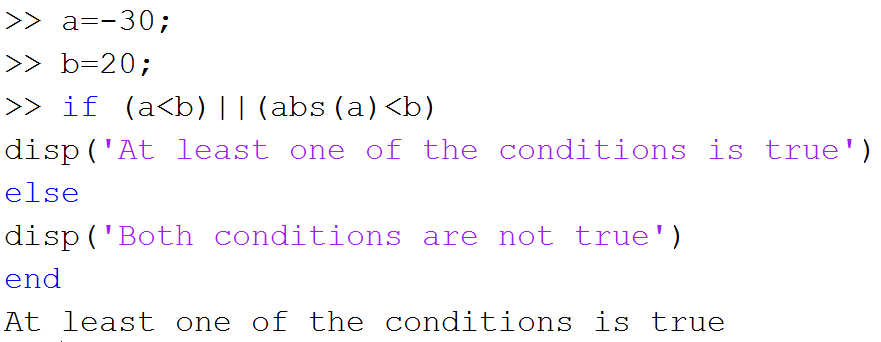 >> a=-30;
>> b=20;
>> if (a<b)||(abs(a)<b)
disp('At least one of the conditions is true')
else
disp('Both conditions are not true')
end
At least one of the conditions is true